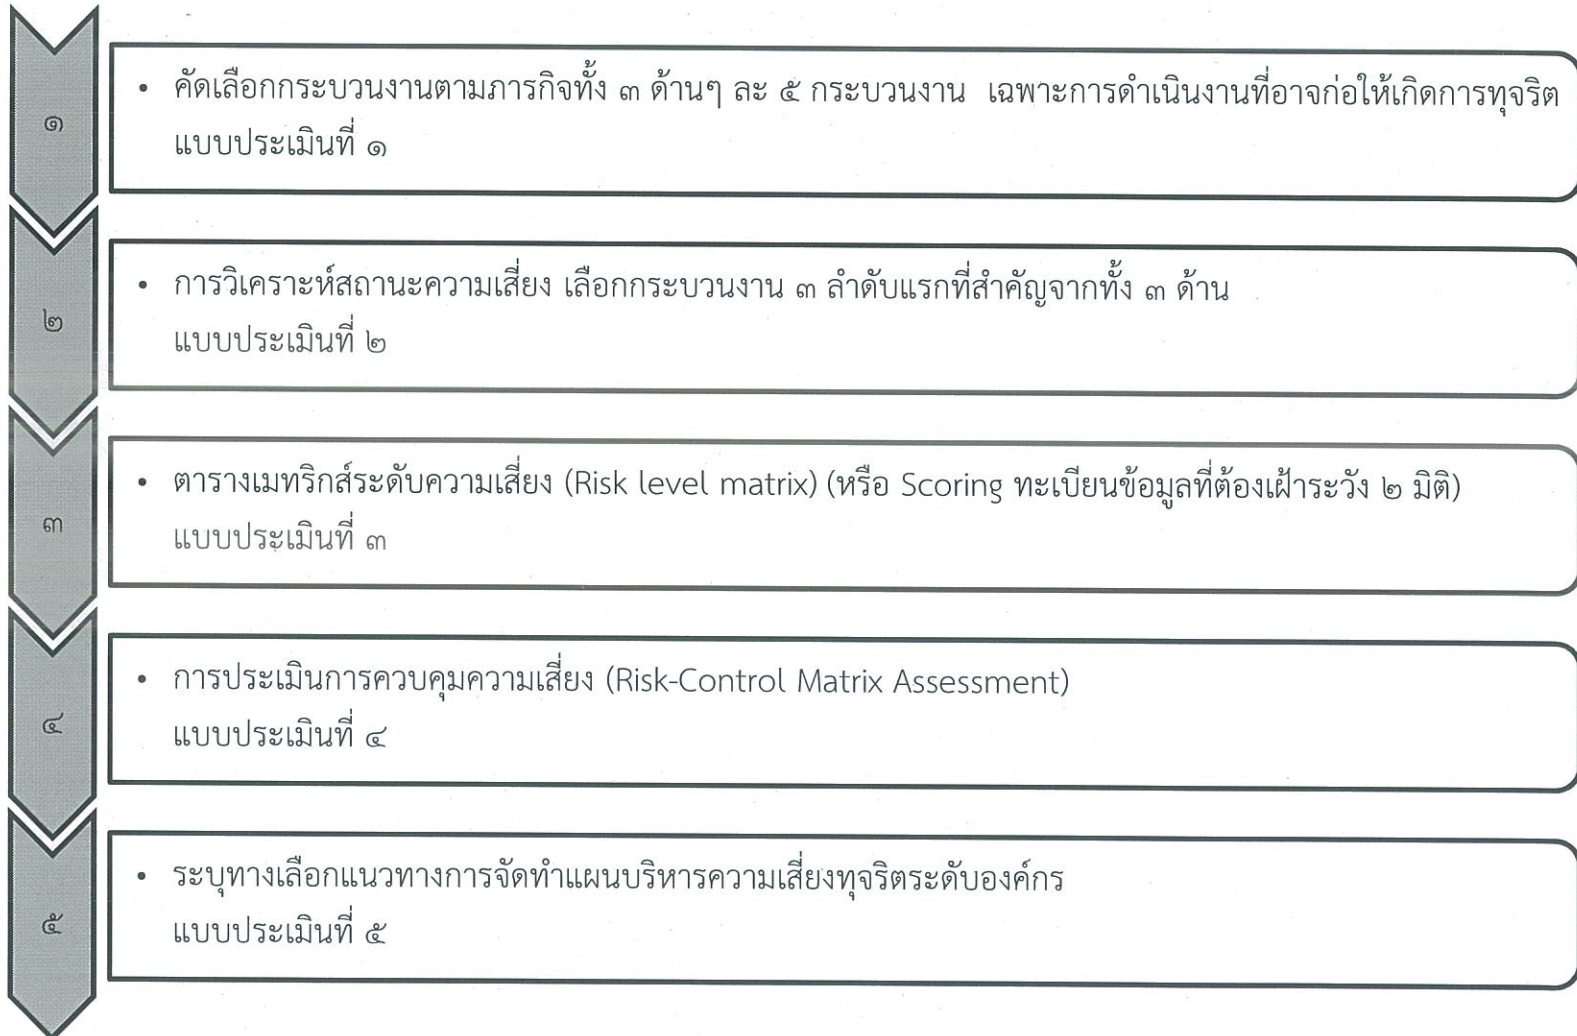 ๑
• คัดเลือกกระบวนงานตามภารกิจทั้ง ๓ ด้านๆ ละ ๕ กระบวนงาน เฉพาะการดำเนินงานที่อาจก่อให้เกิดการทุจริต
แบบประเมินที่ ๑
๒
• การวิเคราะห์สถานะความเสี่ยง เลือกกระบวนงาน ๓ ลำดับแรกที่สำคัญจากทั้ง ๓ ด้าน
แบบประเมินที่ ๒
๓
• ตารางเมทริกส์ระดับความเสี่ยง (Risk level matrix) (หรือ Scoring ทะเบียนข้อมูลที่ต้องเฝ้าระวัง ๒ มิติ)
แบบประเมินที่ ๓
๔
• การประเมินการควบคุมความเสี่ยง (Risk-Control Matrix Assessment)
แบบประเมินที่ ๔
๕
• ระบุทางเลือกแนวทางการจัดทำแผนบริหารความเสี่ยงทุจริตระดับองค์กร
แบบประเมินที่ ๕